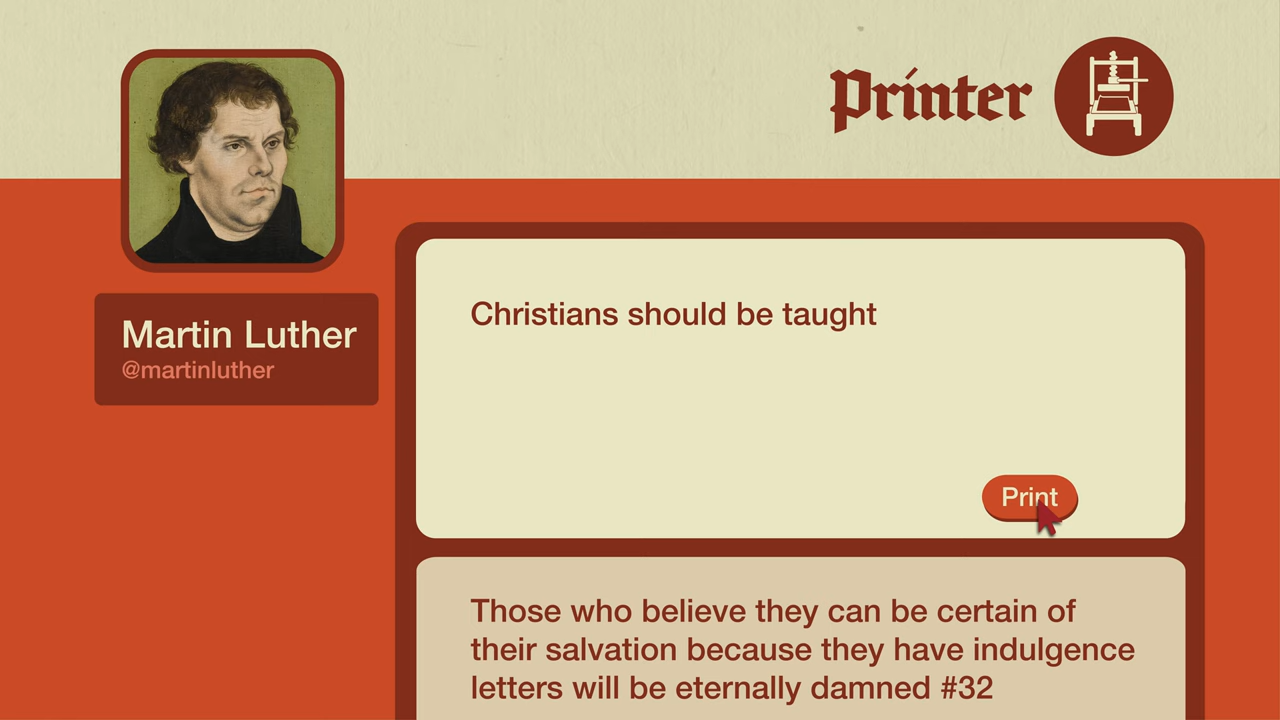 Printer
Martin Luther
@martinluther
Christians should be taught
Print
Those who believe they can be certain of
their salvation because they have indulgence
letters will be eternally damned #32